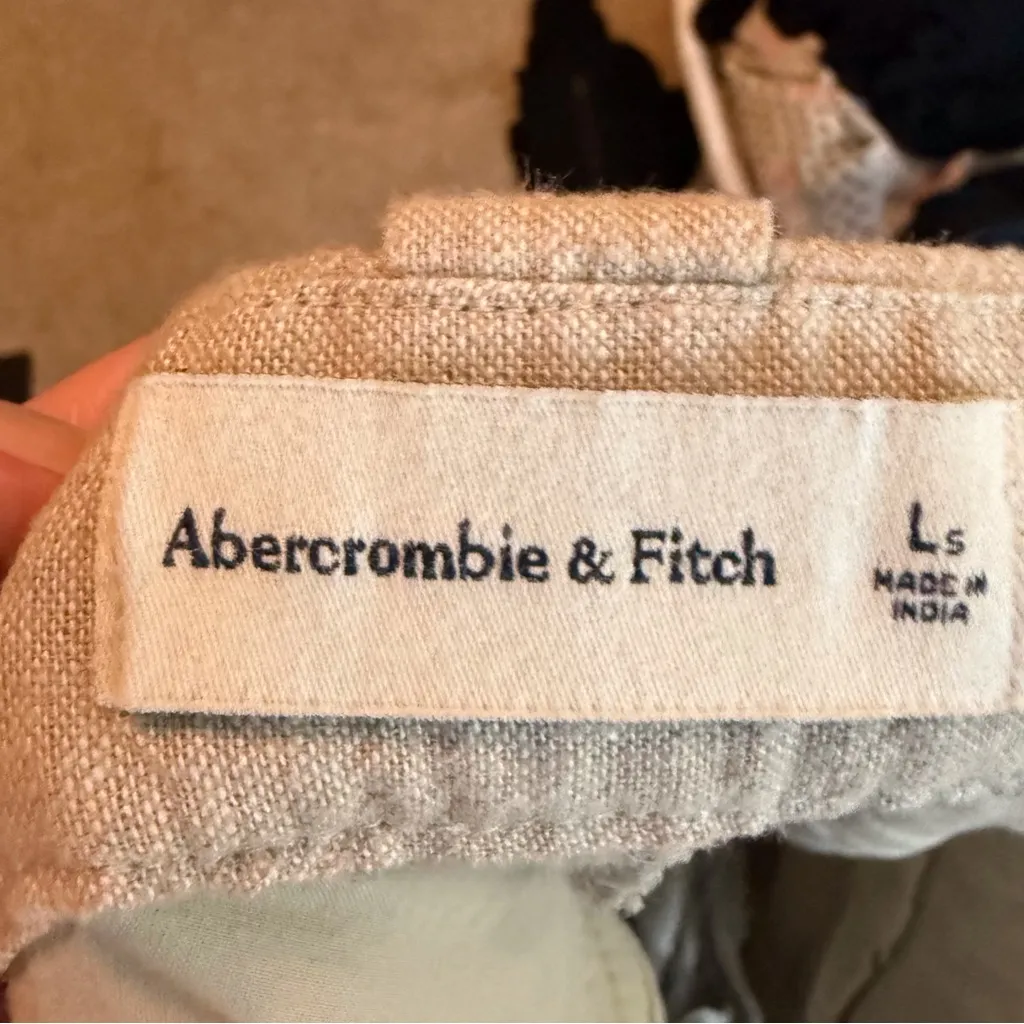 Abercrombie & Fitch
Ls
MADE IN
INDIA